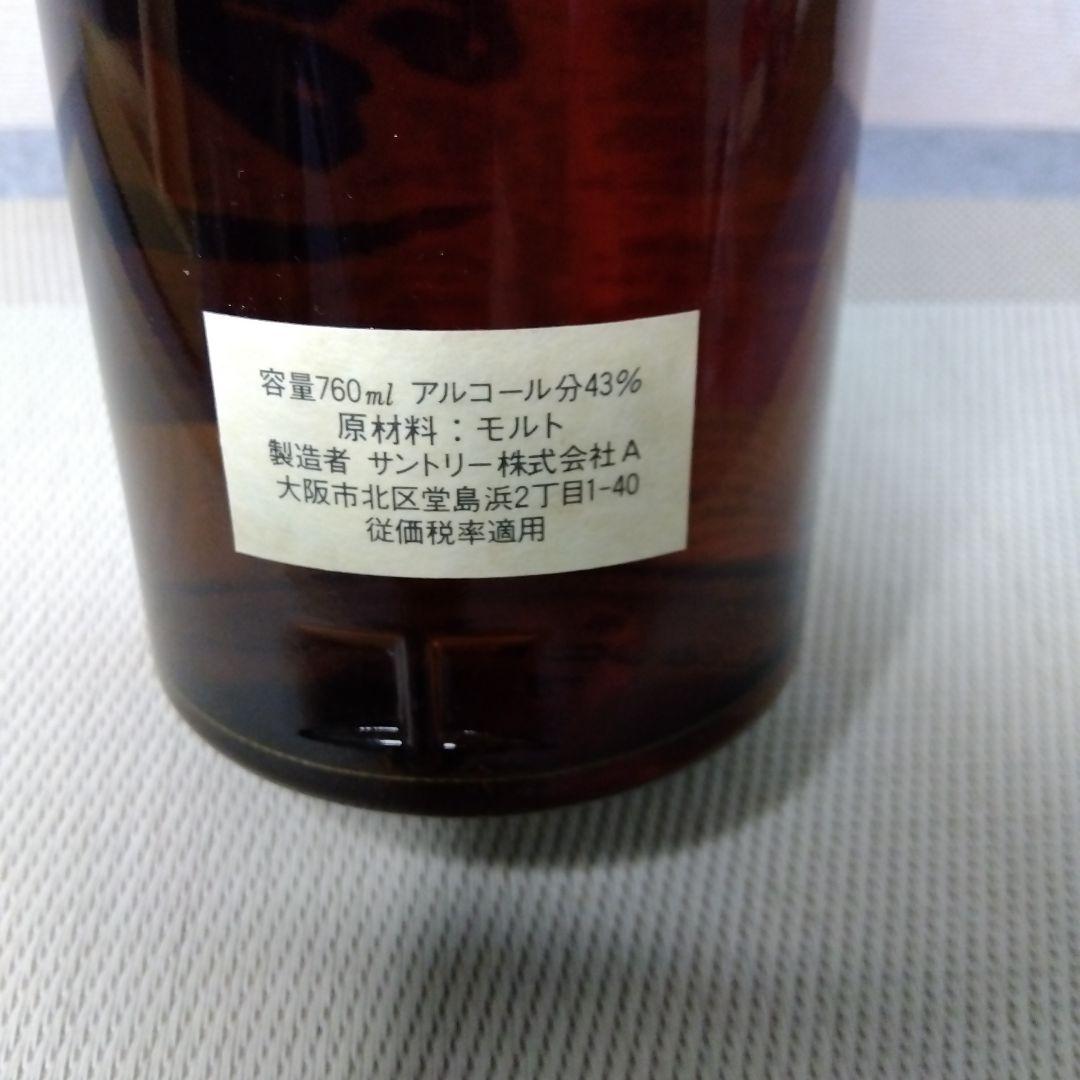 容量760ml アルコール分43%
原材料：モルト
製造者 サントリー株式会社A
大阪市北区堂島浜2丁目1-40
従価税率適用